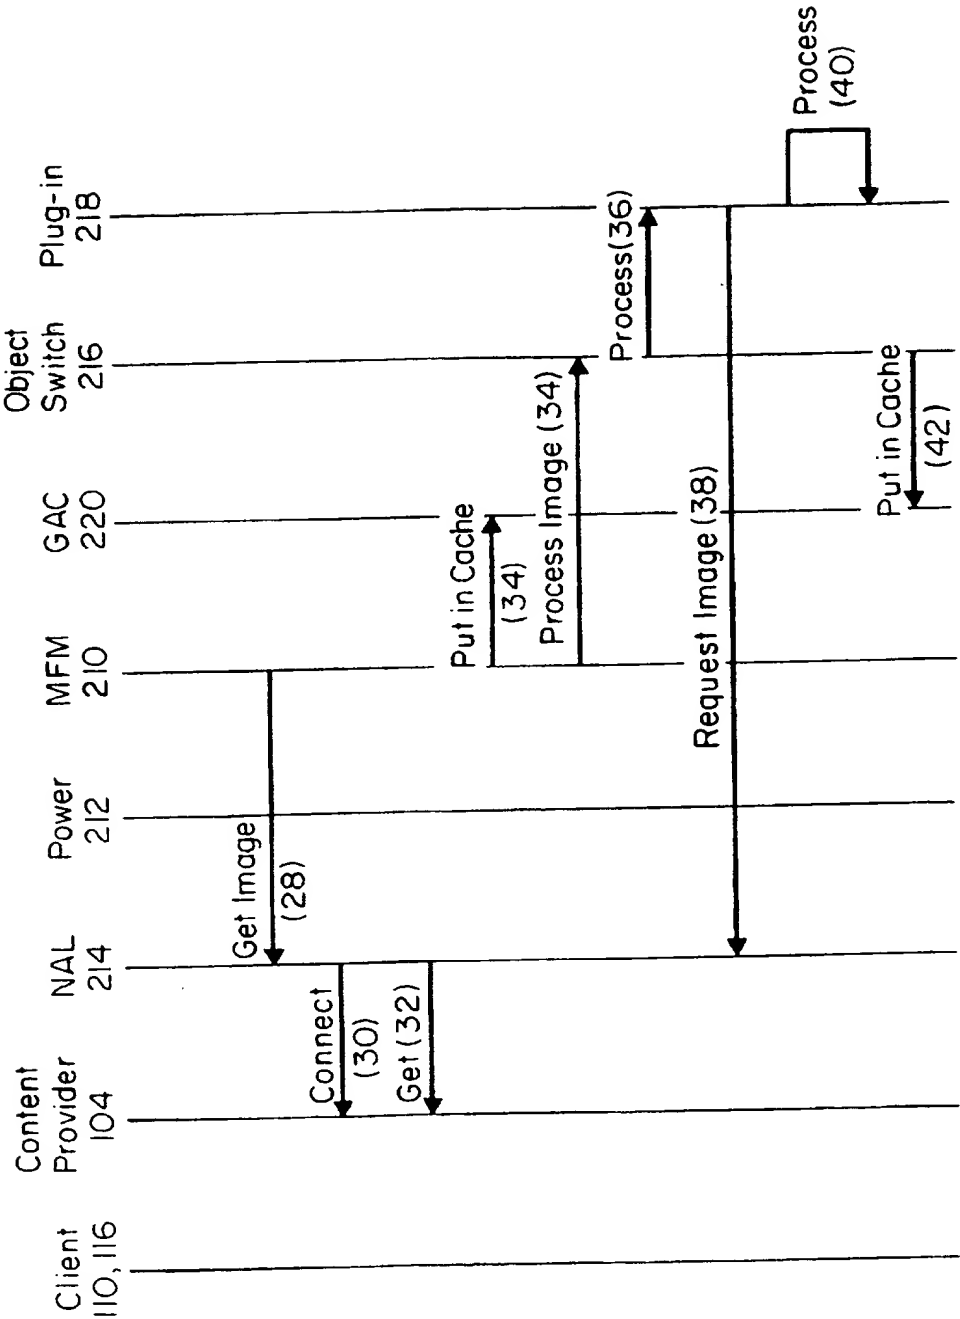 Client
110, 116
Content
Provider
104
NAL
214
Power
212
MFM
210
GAC
220
Object
Switch
216
Plug-in
218
Get Image
(28)
Connect
(30)
Get (32)
Put in Cache
(34)
Process Image (34)
Process(36)
Request Image (38)
Process
(40)
Put in Cache
(42)